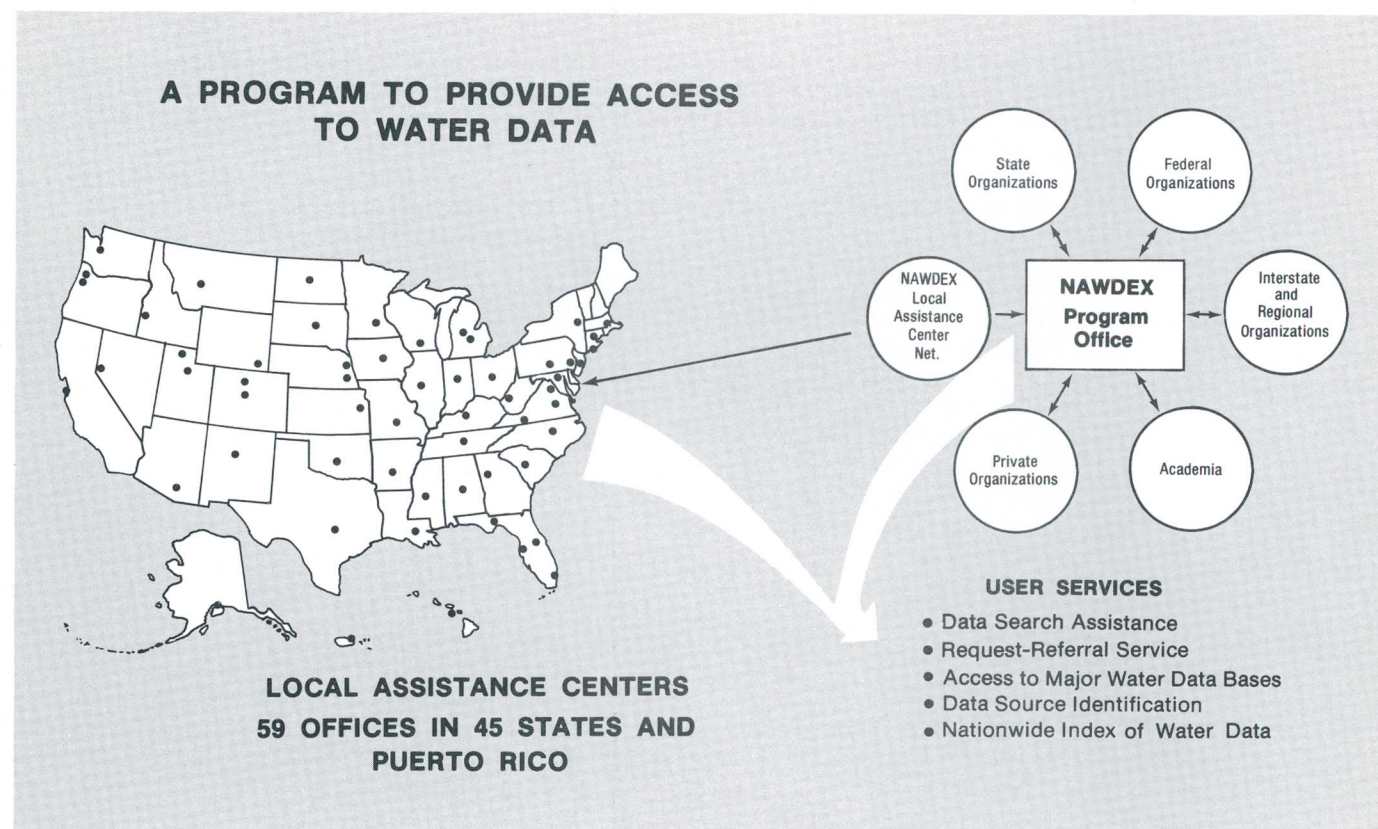 A PROGRAM TO PROVIDE ACCESS
TO WATER DATA
State
Organizations
Federal
Organizations
NAWDEX
Local
Assistance
Center
Net.
NAWDEX
Program
Office
Interstate
and
Regional
Organizations
Private
Organizations
Academia
LOCAL ASSISTANCE CENTERS
59 OFFICES IN 45 STATES AND
PUERTO RICO
USER SERVICES
• Data Search Assistance
• Request-Referral Service
• Access to Major Water Data Bases
• Data Source Identification
• Nationwide Index of Water Data